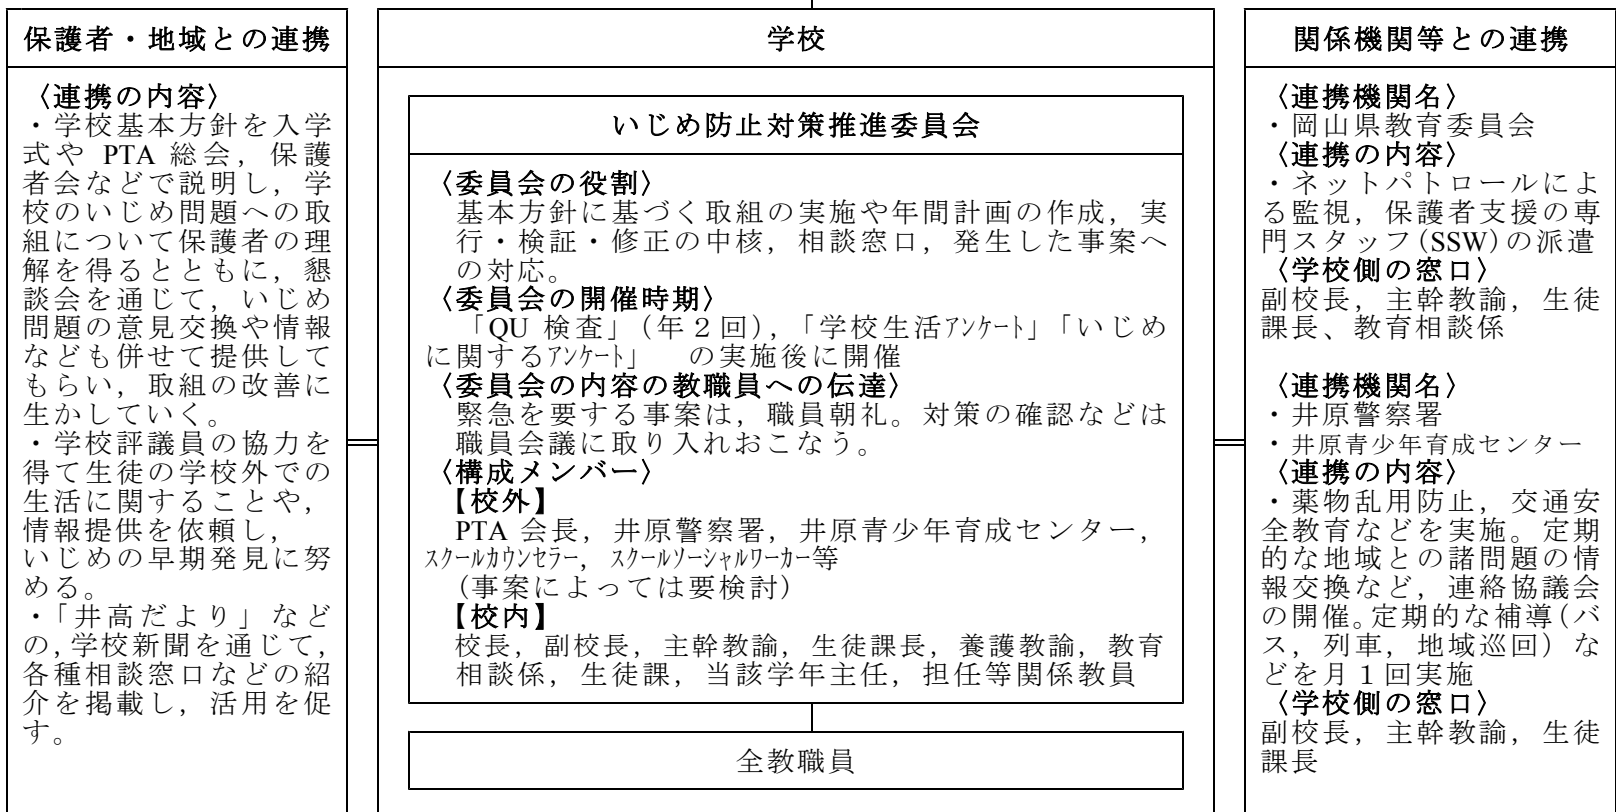 保護者・地域との連携
〈連携の内容〉
・学校基本方針を入学
式や PTA 総会，保護
者会などで説明し，学
校のいじめ問題への取
組について保護者の理
解を得るとともに，懇
談会を通じて，いじめ
問題の意見交換や情報
なども併せて提供して
もらい，取組の改善に
生かしていく。
・学校評議員の協力を
得て生徒の学校外での
生活に関することや，
情報提供を依頼し，
いじめの早期発見に努
める。
・「井高だより」など
の，学校新聞を通じて，
各種相談窓口などの紹
介を掲載し，活用を促
す。
学校
いじめ防止対策推進委員会
〈委員会の役割〉
基本方針に基づく取組の実施や年間計画の作成，実
行・検証・修正の中核，相談窓口，発生した事案へ
の対応。
〈委員会の開催時期〉
「QU 検査」（年２回），「学校生活ｱﾝｹｰﾄ」「いじめ
に関するｱﾝｹｰﾄ」　の実施後に開催
〈委員会の内容の教職員への伝達〉
緊急を要する事案は，職員朝礼。対策の確認などは
職員会議に取り入れおこなう。
〈構成メンバー〉
【校外】
PTA 会長，井原警察署，井原青少年育成センター，
ｽｸｰﾙｶｳﾝｾﾗｰ，ｽｸｰﾙｿｰｼｬﾙﾜｰｶｰ等
（事案によっては要検討）
【校内】
校長，副校長，主幹教諭，生徒課長，養護教諭，教育
相談係，生徒課，当該学年主任，担任等関係教員
全教職員
関係機関等との連携
〈連携機関名〉
・岡山県教育委員会
〈連携の内容〉
・ネットパトロールによ
る監視，保護者支援の専
門スタッフ(SSW)の派遣
〈学校側の窓口〉
副校長，主幹教諭，生徒
課長、教育相談係
〈連携機関名〉
・井原警察署
・井原青少年育成センター
〈連携の内容〉
・薬物乱用防止，交通安
全教育などを実施。定期
的な地域との諸問題の情
報交換など，連絡協議会
の開催。定期的な補導（バ
ス，列車，地域巡回）な
どを月１回実施
〈学校側の窓口〉
副校長，主幹教諭，生徒
課長